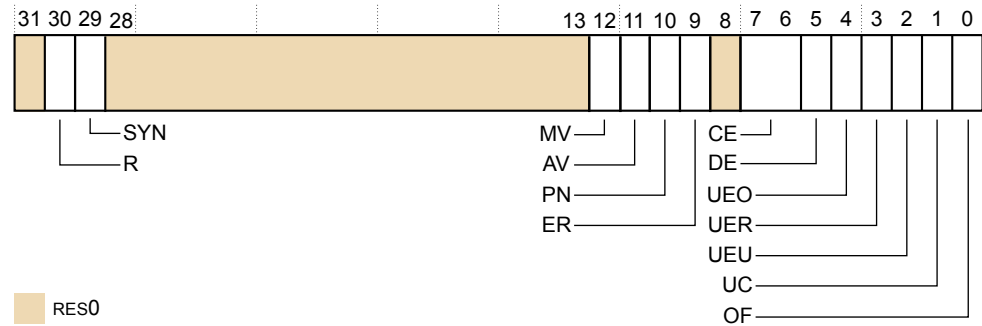 31 30 29 28 13 12 11 10 9 8 7 6 5 4 3 2 1 0
SYN MV CE
R AV DE
PN UEO
ER UER
UEU
UC
RES0
OF